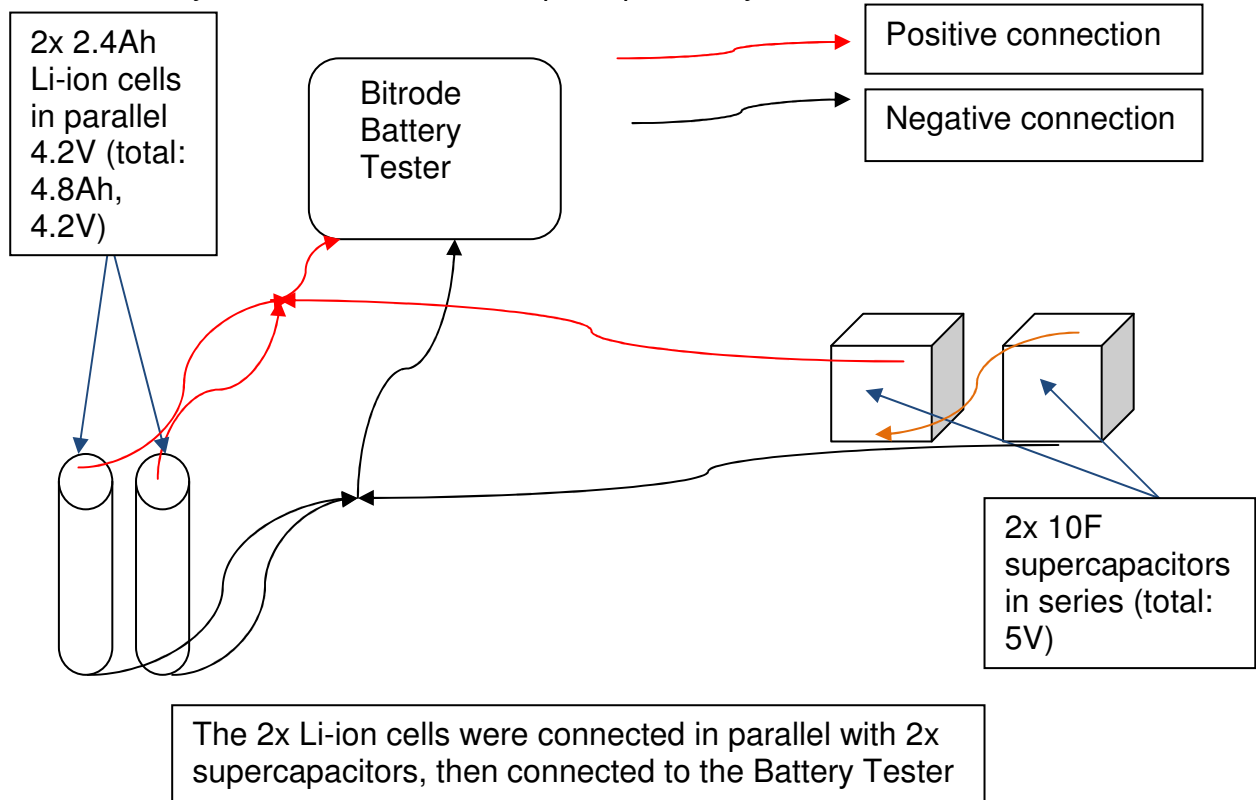 2x 2.4Ah
Li-ion cells
in parallel
4.2V (total:
4.8Ah,
4.2V)
Bitrode
Battery
Tester
Positive connection
Negative connection
2x 10F
supercapacitors
in series (total:
5V)
The 2x Li-ion cells were connected in parallel with 2x
supercapacitors, then connected to the Battery Tester